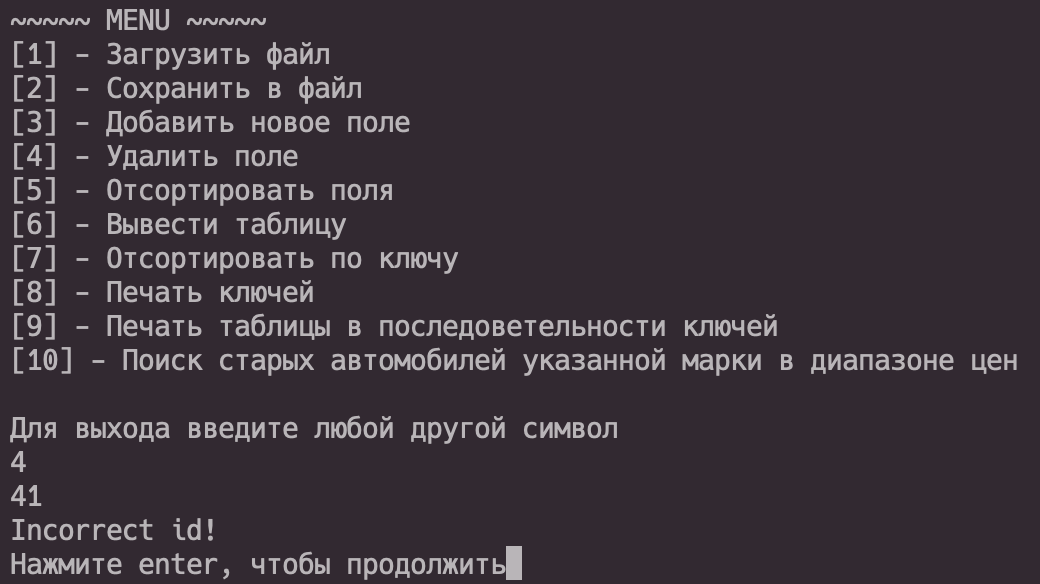 ~~~~~ MENU ~~~~~
[1] – Загрузить файл
[2] – Сохранить в файл
[3] – Добавить новое поле
[4] – Удалить поле
[5] – Отсортировать поля
[6] – Вывести таблицу
[7] – Отсортировать по ключу
[8] – Печать ключей
[9] – Печать таблицы в последоветельности ключей
[10] – Поиск старых автомобилей указанной марки в диапазоне цен
Для выхода введите любой другой символ
4
41
Incorrect id!
Нажмите enter, чтобы продолжить